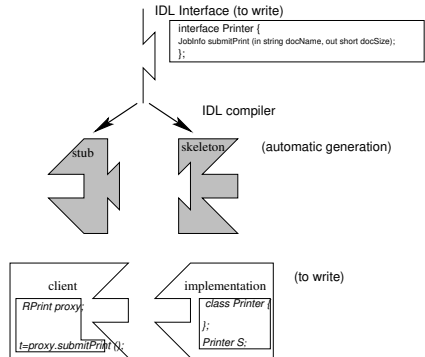 IDL Interface (to write)
interface Printer {
JobInfo submitPrint (in string docName, out short docSize);
};
IDL compiler
stub
skeleton
(automatic generation)
client
implementation
(to write)
RPrint proxy;
class Printer {
};
t=proxy.submitPrint ();
Printer S;